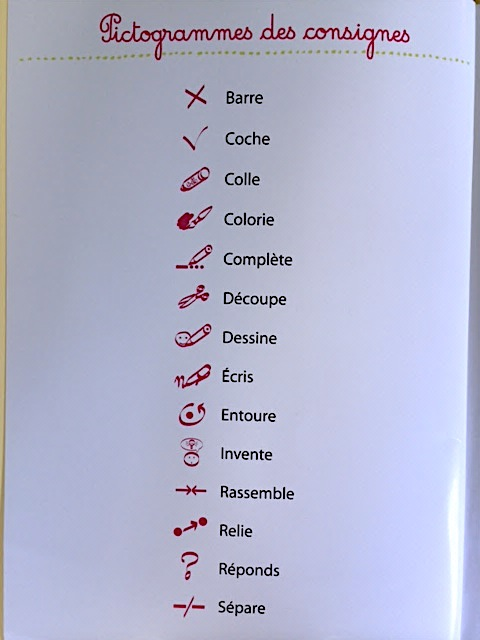 Pictogrammes des consignes
Barre
Coche
Colle
Colorie
Complète
Découpe
Dessine
Écris
Entoure
Invente
Rassemble
Relie
Réponds
Sépare